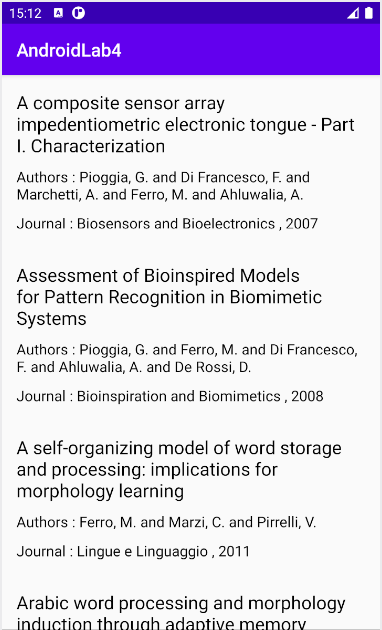 15:12
AndroidLab4
A composite sensor array
impedentiometric electronic tongue - Part
I. Characterization
Authors : Pioggia, G. and Di Francesco, F. and
Marchetti, A. and Ferro, M. and Ahluwalia, A.
Journal : Biosensors and Bioelectronics , 2007
Assessment of Bioinspired Models
for Pattern Recognition in Biomimetic
Systems
Authors : Pioggia, G. and Ferro, M. and Di Francesco,
F. and Ahluwalia, A. and De Rossi, D.
Journal : Bioinspiration and Biomimetics , 2008
A self-organizing model of word storage
and processing: implications for
morphology learning
Authors : Ferro, M. and Marzi, C. and Pirrelli, V.
Journal : Lingue e Linguaggio , 2011
Arabic word processing and morphology
induction through adaptive memory